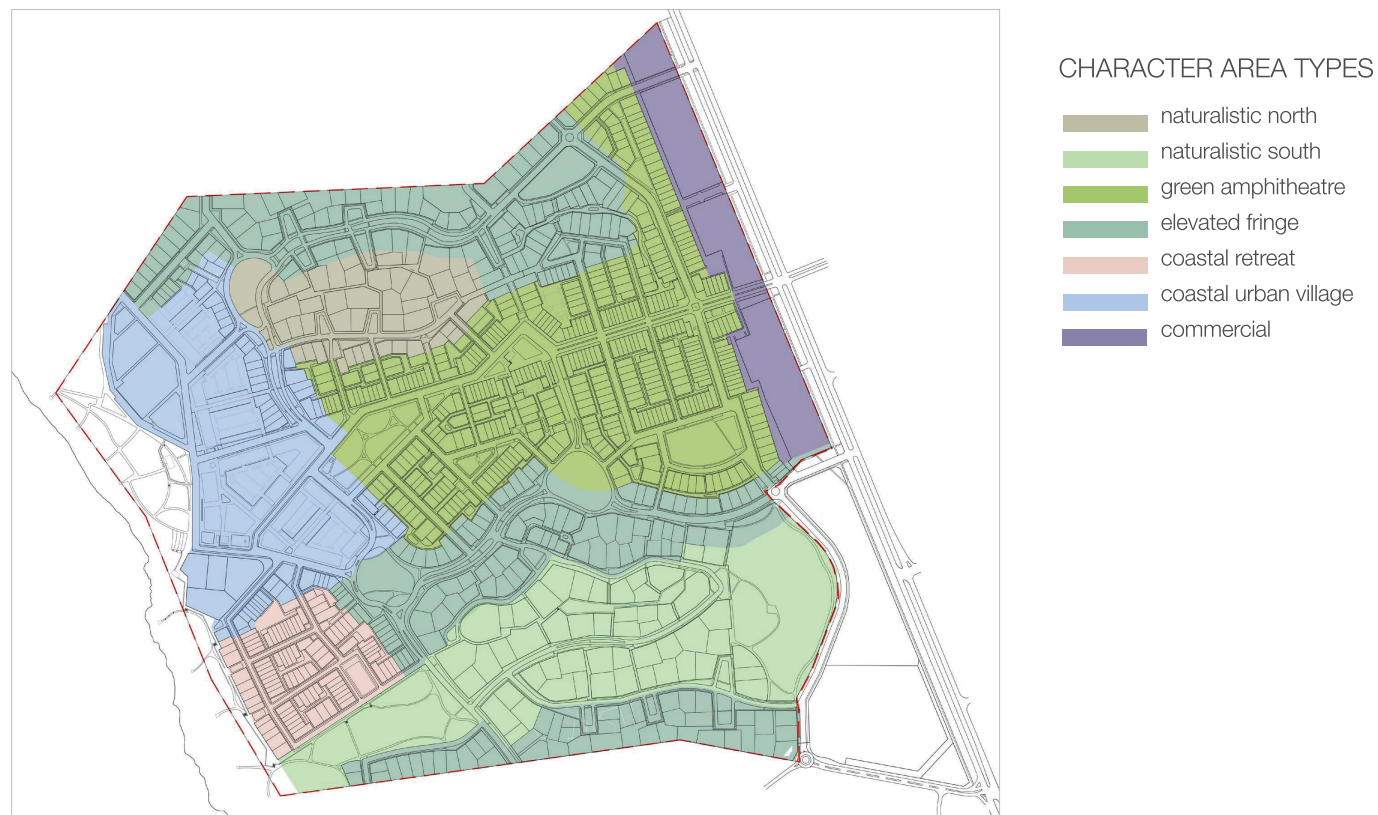 CHARACTER AREA TYPES
naturalistic north
naturalistic south
green amphitheatre
elevated fringe
coastal retreat
coastal urban village
commercial